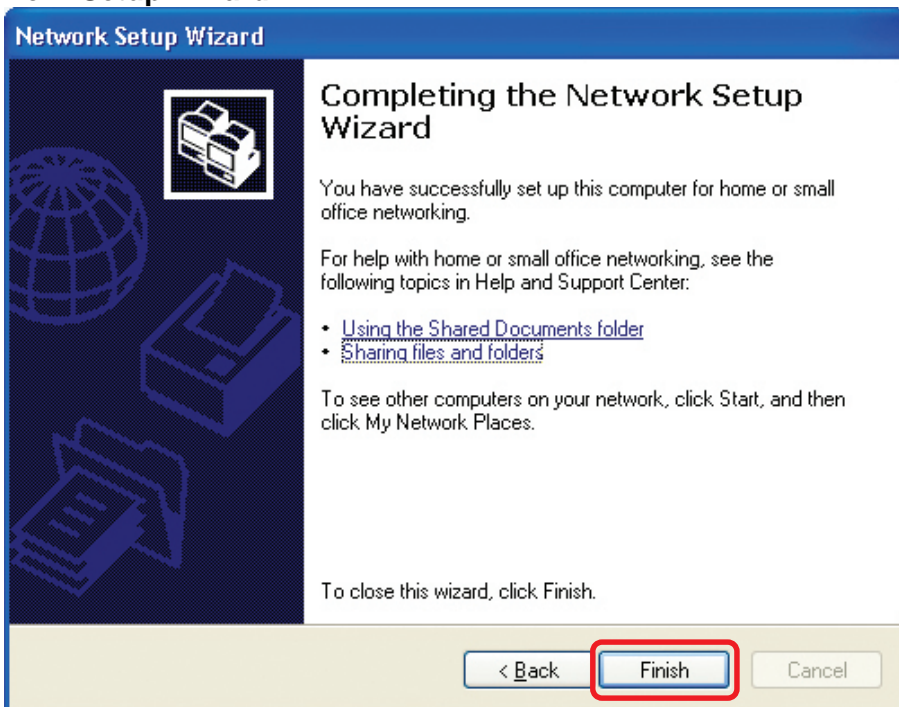 Setup Wizard
Network Setup Wizard
Completing the Network Setup
Wizard
You have successfully set up this computer for home or small
office networking.
For help with home or small office networking, see the
following topics in Help and Support Center:
• Using the Shared Documents folder
• Sharing files and folders
To see other computers on your network, click Start, and then
click My Network Places.
To close this wizard, click Finish.
< Back Finish Cancel